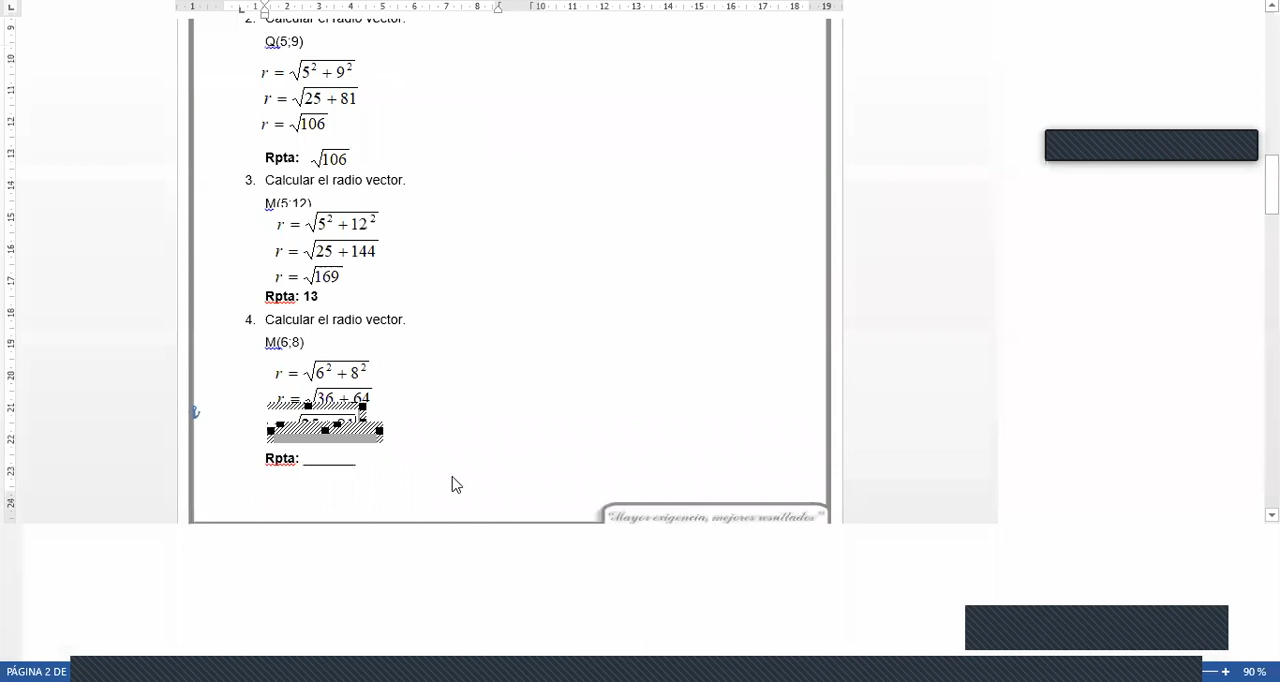 2. Calcular el radio vector.
Q(5;9)
r = √5² + 9²
r = √25 + 81
r = √106
Rpta: √106
3. Calcular el radio vector.
M(5;12)
r = √5² + 12²
r = √25 + 144
r = √169
Rpta: 13
4. Calcular el radio vector.
M(6;8)
r = √6² + 8²
r = √36 + 64
Rpta: _______
"Mayor exigencia, mejores resultados"
PÁGINA 2 DE
90 %